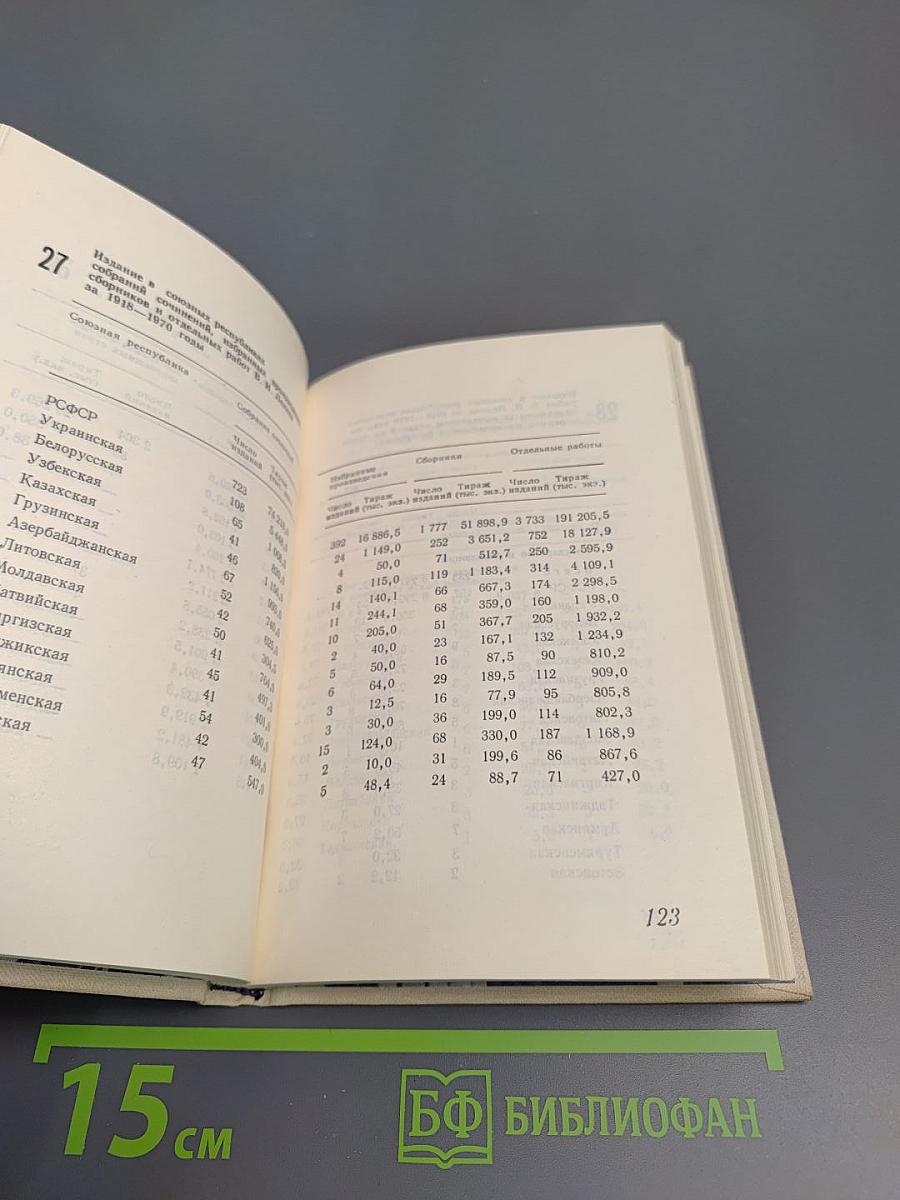 27
Издание в союзных республиках
собраний сочинений, избранных
сборников и отдельных работ В. И. Ленина
за 1918—1970 годы
Союзная республика
Собрания
Число
изданий
РСФСР 723
Украинская 108
Белорусская 65
Узбекская 41
Казахская 46
Грузинская 67
Азербайджанская 52
Литовская 42
Молдавская 50
атвийская 41
ргизская 45
жикская 41
янская 54
менская 42
ская 47
547,0
Избранные произведения Сборники Отдельные работы
Число изданий Тираж (тыс. экз.) Число изданий Тираж (тыс. экз.) Число изданий Тираж (тыс. экз.)
392 16 886,5 1 777 51 898,9 3 733 191 205,5
24 1 149,0 252 3 651,2 752 18 127,9
4 50,0 71 512,7 250 2 595,9
8 115,0 119 1 183,4 314 4 109,1
14 140,1 66 667,3 174 2 298,5
11 244,1 68 359,0 160 1 198,0
10 205,0 51 367,7 205 1 932,2
2 40,0 23 167,1 132 1 234,9
5 50,0 16 87,5 90 810,2
6 64,0 29 189,5 112 909,0
3 12,5 16 77,9 95 805,8
3 30,0 36 199,0 114 802,3
15 124,0 68 330,0 187 1 168,9
2 10,0 31 199,6 86 867,6
5 48,4 24 88,7 71 427,0
123
15 см
БФ БИБЛИОФАН